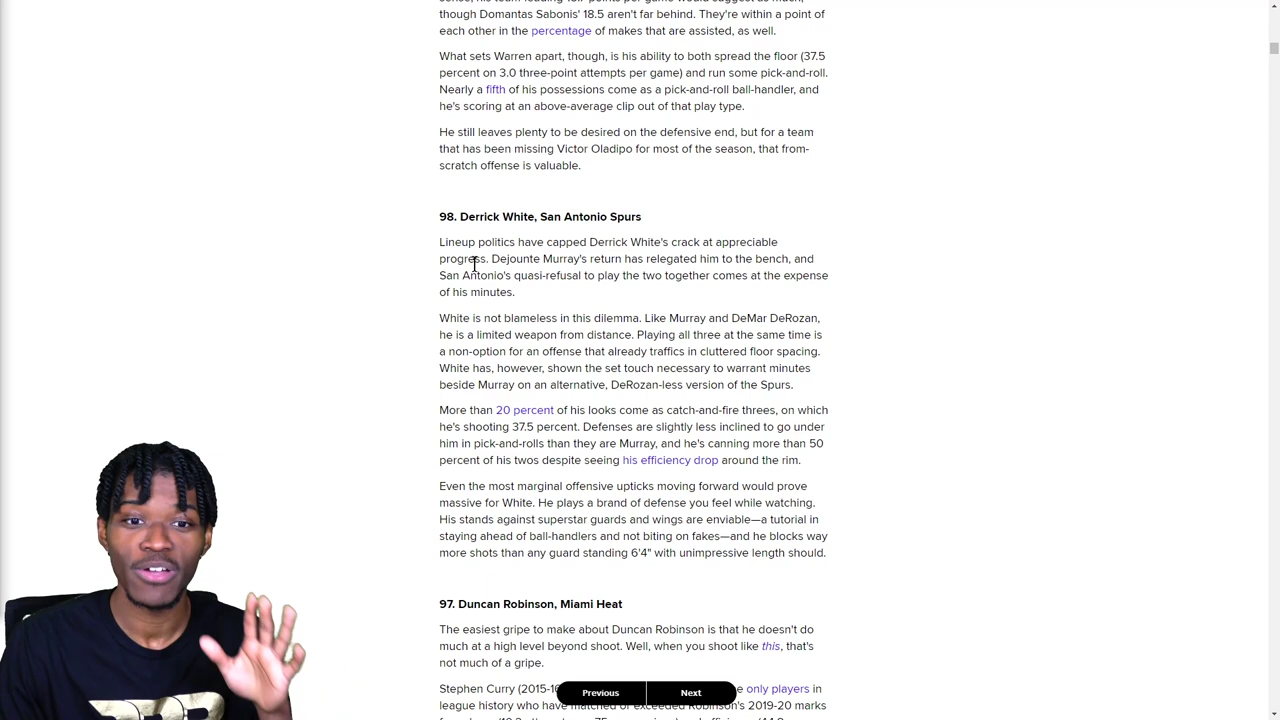 though Domantas Sabonis' 18.5 aren't far behind. They're within a point of
each other in the percentage of makes that are assisted, as well.
What sets Warren apart, though, is his ability to both spread the floor (37.5
percent on 3.0 three-point attempts per game) and run some pick-and-roll.
Nearly a fifth of his possessions come as a pick-and-roll ball-handler, and
he's scoring at an above-average clip out of that play type.
He still leaves plenty to be desired on the defensive end, but for a team
that has been missing Victor Oladipo for most of the season, that from-
scratch offense is valuable.
98. Derrick White, San Antonio Spurs
Lineup politics have capped Derrick White's crack at appreciable
progress. Dejounte Murray's return has relegated him to the bench, and
San Antonio's quasi-refusal to play the two together comes at the expense
of his minutes.
White is not blameless in this dilemma. Like Murray and DeMar DeRozan,
he is a limited weapon from distance. Playing all three at the same time is
a non-option for an offense that already traffics in cluttered floor spacing.
White has, however, shown the set touch necessary to warrant minutes
beside Murray on an alternative, DeRozan-less version of the Spurs.
More than 20 percent of his looks come as catch-and-fire threes, on which
he's shooting 37.5 percent. Defenses are slightly less inclined to go under
him in pick-and-rolls than they are Murray, and he's canning more than 50
percent of his twos despite seeing his efficiency drop around the rim.
Even the most marginal offensive upticks moving forward would prove
massive for White. He plays a brand of defense you feel while watching.
His stands against superstar guards and wings are enviable—a tutorial in
staying ahead of ball-handlers and not biting on fakes—and he blocks way
more shots than any guard standing 6'4" with unimpressive length should.
97. Duncan Robinson, Miami Heat
The easiest gripe to make about Duncan Robinson is that he doesn't do
much at a high level beyond shoot. Well, when you shoot like this, that's
not much of a gripe.
Stephen Curry (2015-16 only players in
Previous Next
league history who have matched or exceeded Robinson's 2019-20 marks